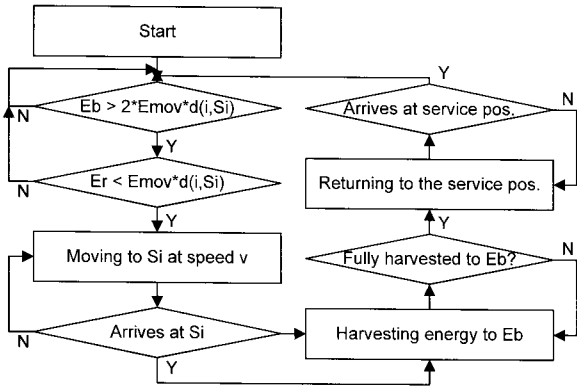 Start
Eb > 2*Emov*d(i,Si)
N
Y
Er < Emov*d(i,Si)
N
Y
Moving to Si at speed v
Arrives at Si
N
Y
Y
Arrives at service pos.
N
Returning to the service pos.
Y
Fully harvested to Eb?
N
Harvesting energy to Eb